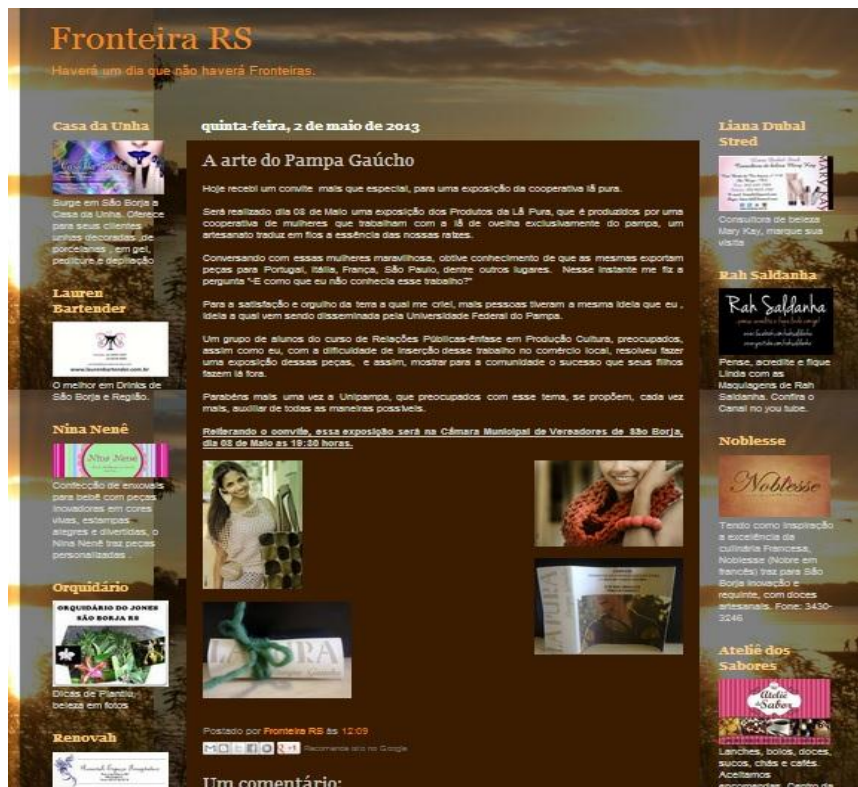 Fronteira RS
Haverá um dia que não haverá Fronteiras.
Casa da Unha
Surge em São Borja a
Casa da Unha. Oferece
para seus clientes
unhas decoradas ,de
porcelanas , em gel,
pedicure e depilação
Lauren
Bartender
www.laurenbartender.com.br
O melhor em Drinks de
São Borja e Região.
Nina Nenê
Nina Nenê
Confecção de enxovais
para bebê com peças
inovadoras em cores
vivas, estampas
alegres e divertidas, o
Nina Nenê traz peças
personalizadas .
Orquidário
ORQUIDÁRIO DO JONES
SÃO BORJA RS
Dicas de Plantiu,
beleza em fotos
Renovah
quinta-feira, 2 de maio de 2013
A arte do Pampa Gaúcho
Hoje recebi um convite mais que especial, para uma exposição da cooperativa lã pura.
Será realizado dia 08 de Maio uma exposição dos Produtos da Lã Pura, que é produzidos por uma
cooperativa de mulheres que trabalham com a lã de ovelha exclusivamente do pampa, um
artesanato traduz em fios a essência das nossas raízes.
Conversando com essas mulheres maravilhosa, obtive conhecimento de que as mesmas exportam
peças para Portugal, Itália, França, São Paulo, dentre outros lugares. Nesse instante me fiz a
pergunta "-E como que eu não conhecia esse trabalho?"
Para a satisfação e orgulho da terra a qual me criei, mais pessoas tiveram a mesma ideia que eu ,
ideia a qual vem sendo disseminada pela Universidade Federal do Pampa.
Um grupo de alunos do curso de Relações Públicas-ênfase em Produção Cultura, preocupados,
assim como eu, com a dificuldade de inserção desse trabalho no comércio local, resolveu fazer
uma exposição dessas peças, e assim, mostrar para a comunidade o sucesso que seus filhos
fazem lá fora.
Parabéns mais uma vez a Unipampa, que preocupados com esse tema, se propõem, cada vez
mais, auxiliar de todas as maneiras possíveis.
Reiterando o convite, essa exposição será na Câmara Municipal de Vereadores de São Borja,
dia 08 de Maio as 19:30 horas.
Postado por Fronteira RS às 12:09
Recomende isto no Google
Um comentário:
Liana Dubal
Stred
MARY KAY
Consultora de beleza
Mary Kay, marque sua
visita
Rah Saldanha
Rah Saldanha
Pense, acredite e fique
Linda com as
Maquiagens de Rah
Saldanha. Confira o
Canal no you tube.
Noblesse
Noblesse
Tendo como inspiração
a excelência da
culinária Francesa,
Noblesse (Nobre em
francês) traz para São
Borja inovação e
requinte, com doces
artesanais. Fone: 3430-
3246
Ateliê dos
Sabores
Ateliê
do Sabor
Lanches, bolos, doces,
sucos, chás e cafés.
Aceitamos
encomendas. Centro de